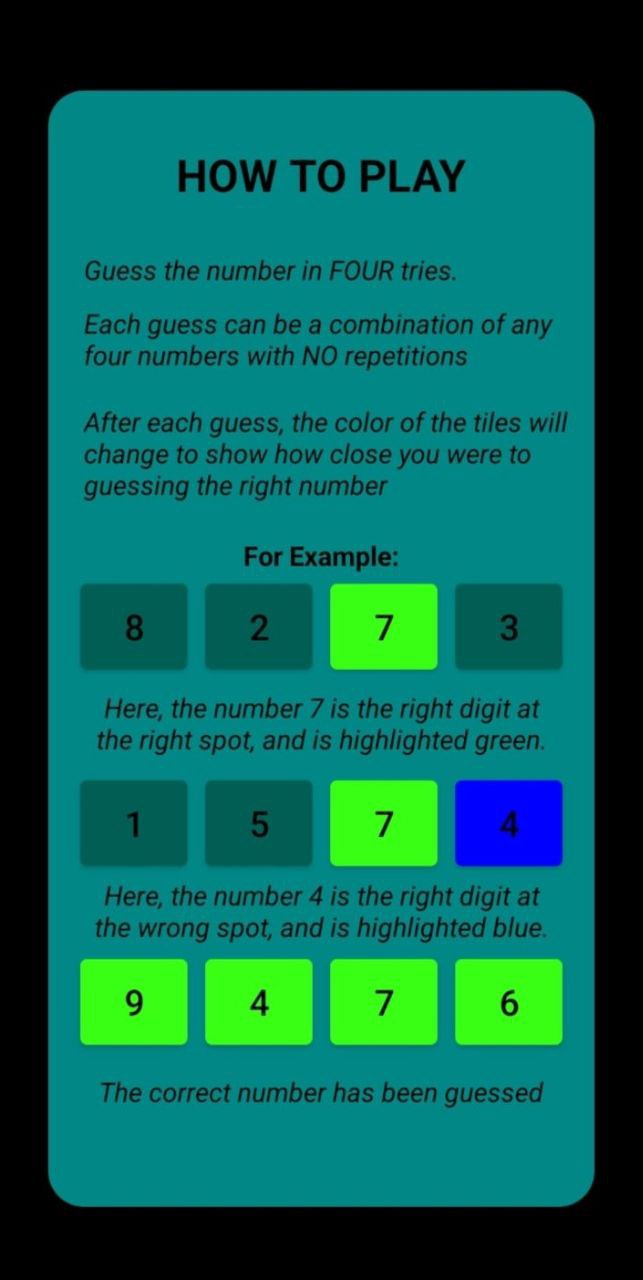 HOW TO PLAY
Guess the number in FOUR tries.
Each guess can be a combination of any
four numbers with NO repetitions
After each guess, the color of the tiles will
change to show how close you were to
guessing the right number
For Example:
8 2 7 3
Here, the number 7 is the right digit at
the right spot, and is highlighted green.
1 5 7 4
Here, the number 4 is the right digit at
the wrong spot, and is highlighted blue.
9 4 7 6
The correct number has been guessed